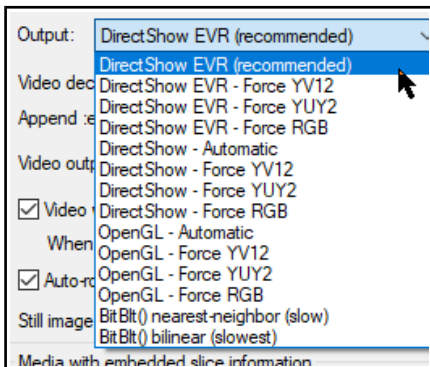 Output: DirectShow EVR (recommended)
DirectShow EVR (recommended)
Video dec
DirectShow EVR - Force YV12
DirectShow EVR - Force YUY2
Append :e
DirectShow EVR - Force RGB
DirectShow - Automatic
Video outp
DirectShow - Force YV12
DirectShow - Force YUY2
Video
DirectShow - Force RGB
OpenGL - Automatic
When
OpenGL - Force YV12
OpenGL - Force YUY2
Auto-ro
OpenGL - Force RGB
Still image
BitBlt() nearest-neighbor (slow)
BitBlt() bilinear (slowest)
Media with embedded slice information